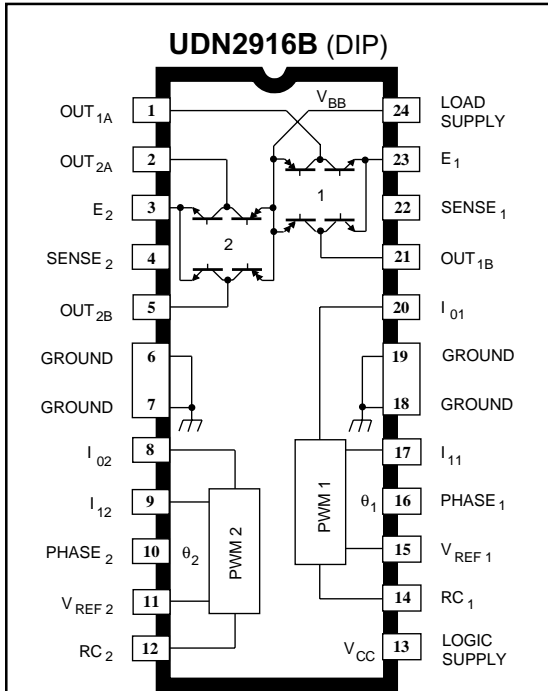 UDN2916B (DIP)
OUT1A 1 VBB 24 LOAD SUPPLY
OUT2A 2 23 E1
E2 3 1 22 SENSE1
SENSE2 4 2 21 OUT1B
OUT2B 5 20 I01
GROUND 6 19 GROUND
GROUND 7 18 GROUND
I02 8 17 I11
I12 9 PWM 2 PWM 1 θ1 16 PHASE1
PHASE2 10 θ2 15 VREF 1
VREF 2 11 14 RC1
RC2 12 VCC 13 LOGIC SUPPLY